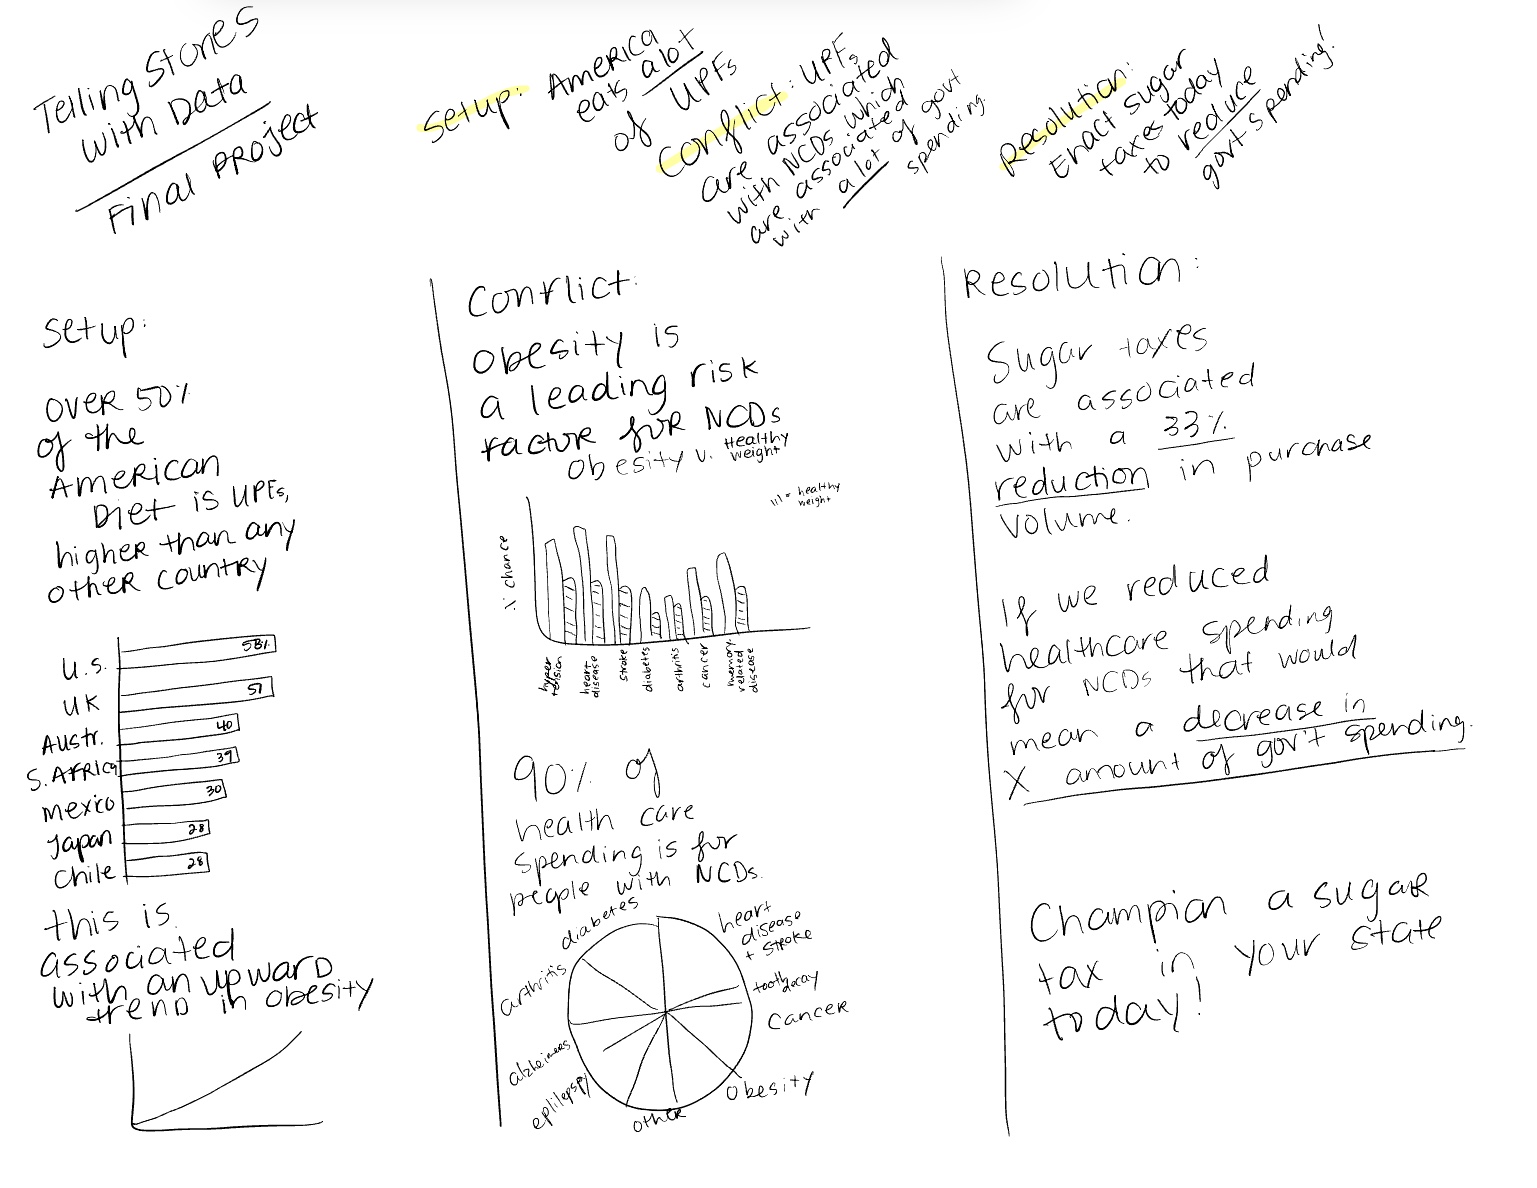 Telling Stories
with Data
Final Project
Setup: America
eats a lot
of UPFs
Conflict: UPFs
are associated
with NCDs which
are associated
with a lot of govt
spending.
Resolution:
Enact sugar
taxes today
to reduce
govt spending!
Setup:
over 50%
of the
American
Diet is UPFs,
higher than any
other country
U.S. 58%
UK 57
Austr. 40
S. Africa 39
Mexico 30
Japan 28
Chile 28
this is
associated
with an upward
trend in obesity
Conflict:
Obesity is
a leading risk
factor for NCDs
Obesity v. Healthy
weight
= healthy
weight
% chance
hyper
tension
heart
disease
stroke
diabetes
arthritis
cancer
memory-
related
disease
90% of
health care
spending is for
people with NCDs.
diabetes
heart
disease
+ stroke
arthritis
tooth decay
cancer
alzheimers
obesity
eplilepsy
other
Resolution:
Sugar taxes
are associated
with a 33%
reduction in purchase
volume.
If we reduced
healthcare spending
for NCDs that would
mean a decrease in
X amount of gov't spending.
Champion a sugar
tax in your state
today!